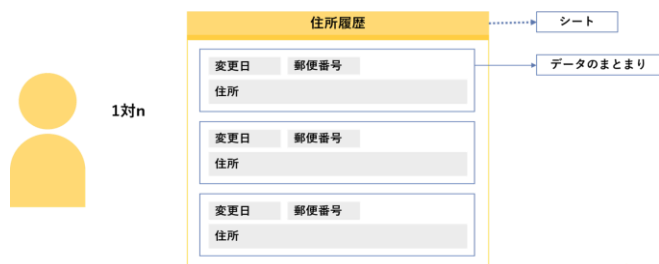 住所履歴
シート
変更日 郵便番号
データのまとまり
住所
1対n
変更日 郵便番号
住所
変更日 郵便番号
住所